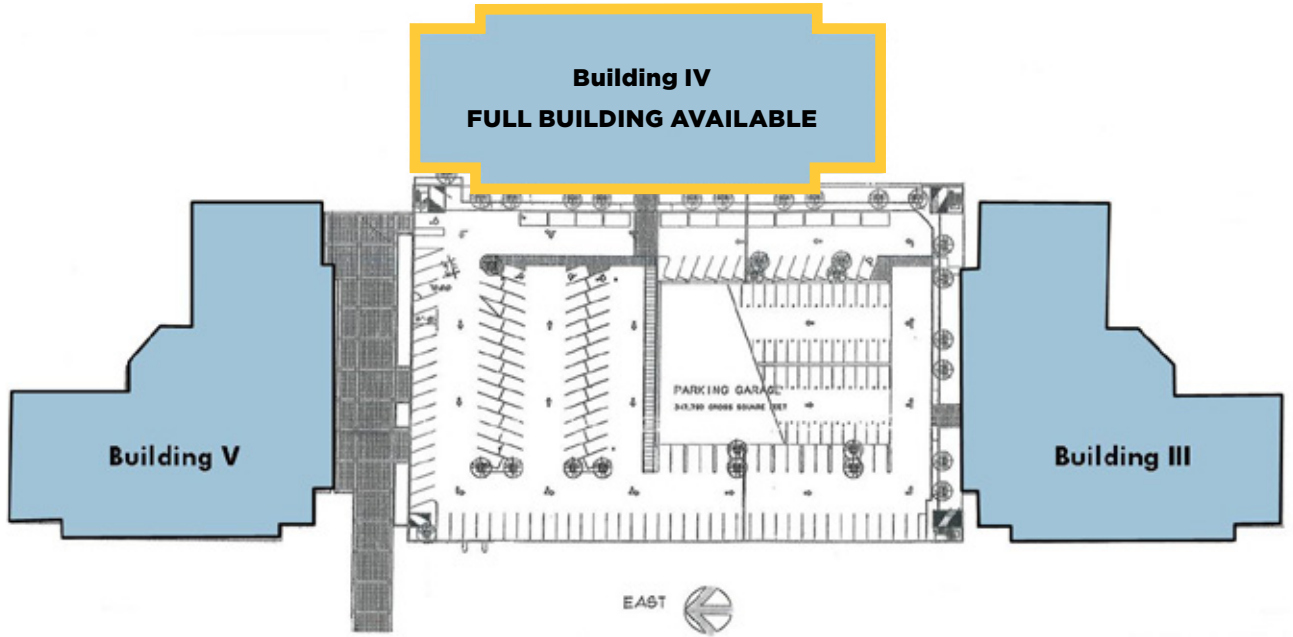 Building IV
FULL BUILDING AVAILABLE
PARKING GARAGE
Building V
Building III
EAST